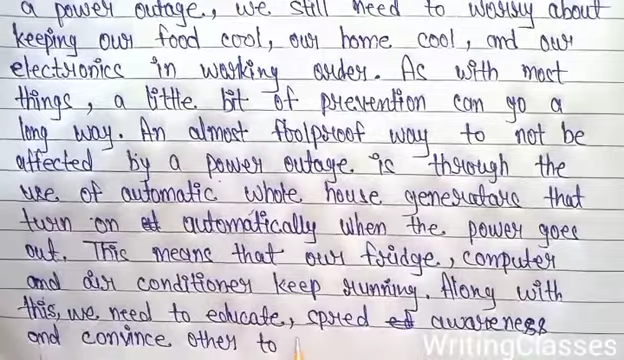 a power outage, we still need to worry about
keeping our food cool, our home cool, and our
electronics in working order. As with most
things, a little bit of prevention can go a
long way. An almost foolproof way to not be
affected by a power outage is through the
use of automatic whole house generators that
turn on automatically when the power goes
out. This means that our fridge, computer
and air conditioner keep running. Along with
this, we need to educate, spred awareness
and convince other to
WritingClasses